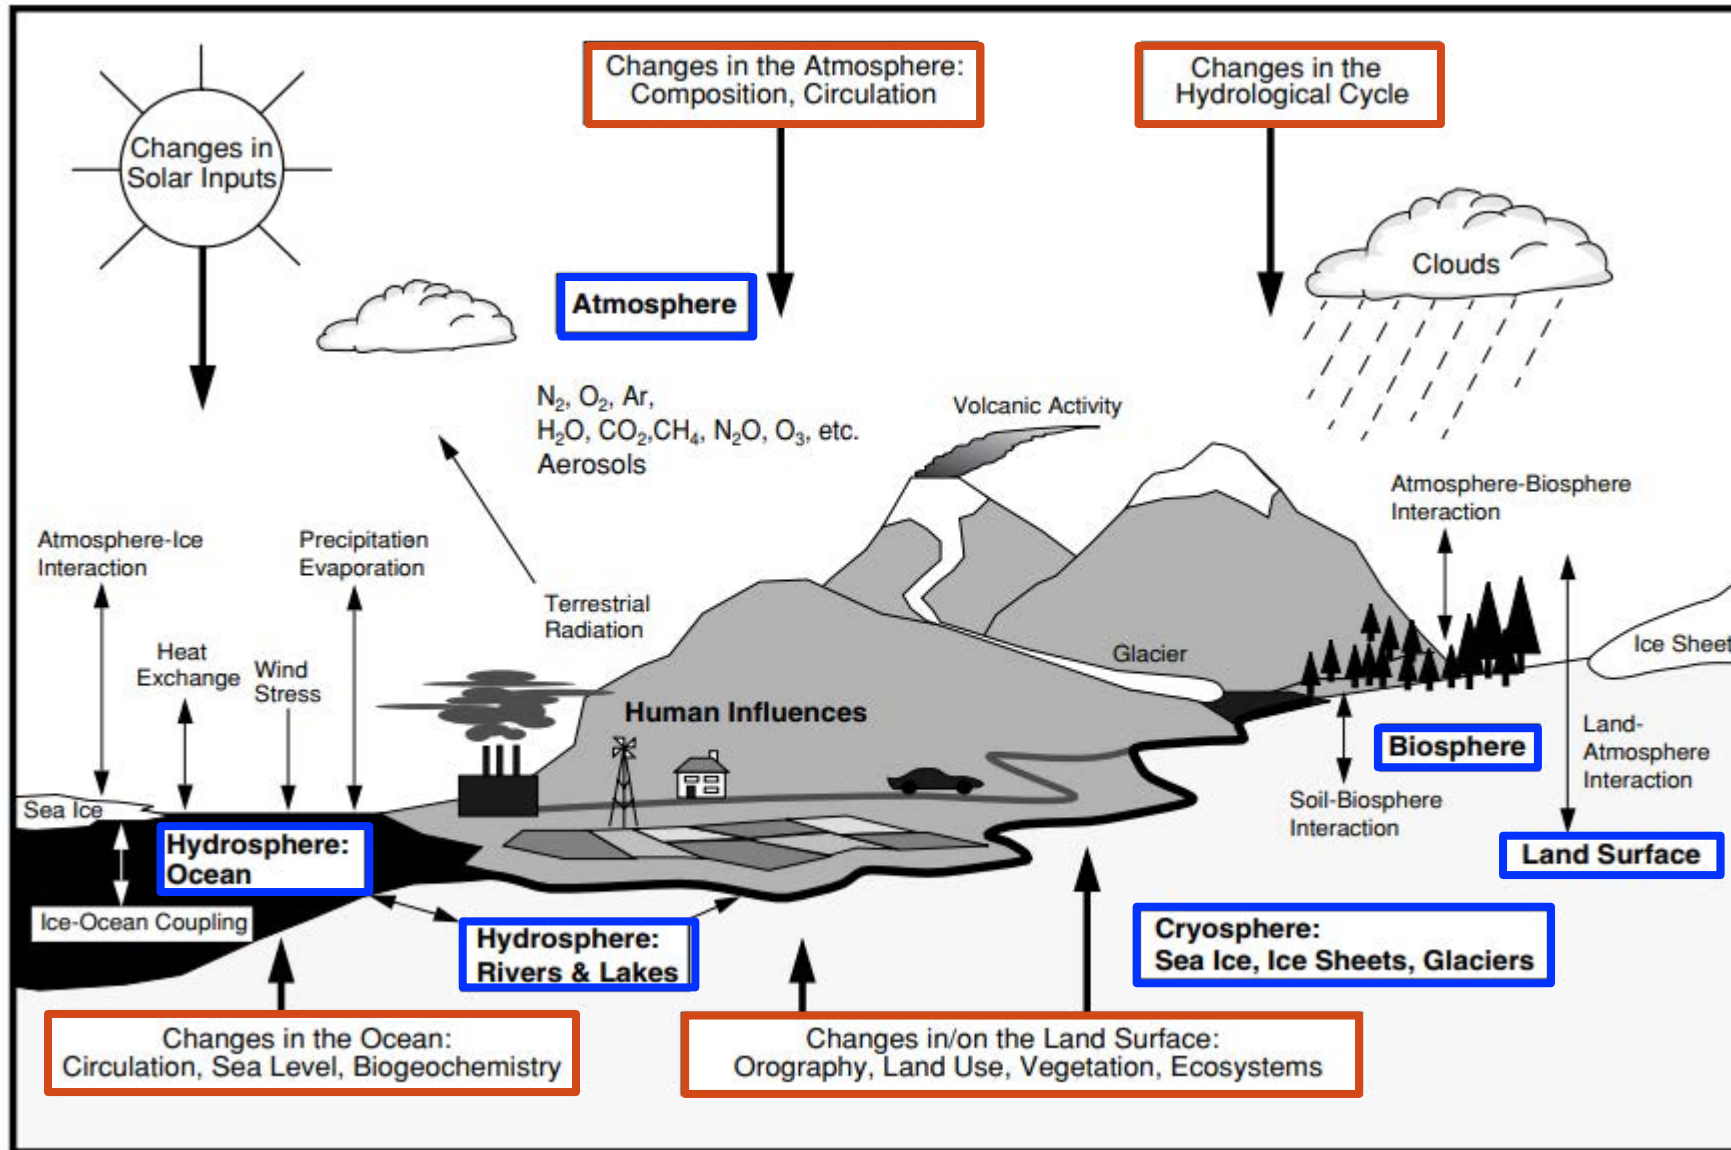 Changes in the Atmosphere:
Composition, Circulation
Changes in the
Hydrological Cycle
Changes in
Solar Inputs
Clouds
Atmosphere
N₂, O₂, Ar,
H₂O, CO₂,CH₄, N₂O, O₃, etc.
Aerosols
Volcanic Activity
Atmosphere-Biosphere
Interaction
Atmosphere-Ice
Interaction
Precipitation
Evaporation
Terrestrial
Radiation
Heat
Exchange
Wind
Stress
Glacier
Ice Sheet
Human Influences
Biosphere
Land-
Atmosphere
Interaction
Soil-Biosphere
Interaction
Sea Ice
Hydrosphere:
Ocean
Land Surface
Ice-Ocean Coupling
Hydrosphere:
Rivers & Lakes
Cryosphere:
Sea Ice, Ice Sheets, Glaciers
Changes in the Ocean:
Circulation, Sea Level, Biogeochemistry
Changes in/on the Land Surface:
Orography, Land Use, Vegetation, Ecosystems